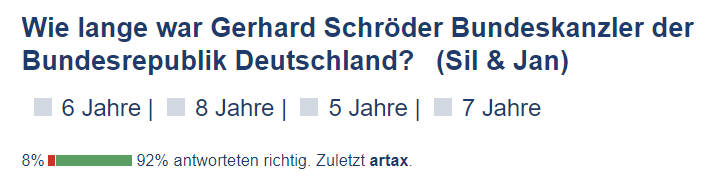 Wie lange war Gerhard Schröder Bundeskanzler der
Bundesrepublik Deutschland? (Sil & Jan)
6 Jahre | 8 Jahre | 5 Jahre | 7 Jahre
8% 92% antworteten richtig. Zuletzt artax.